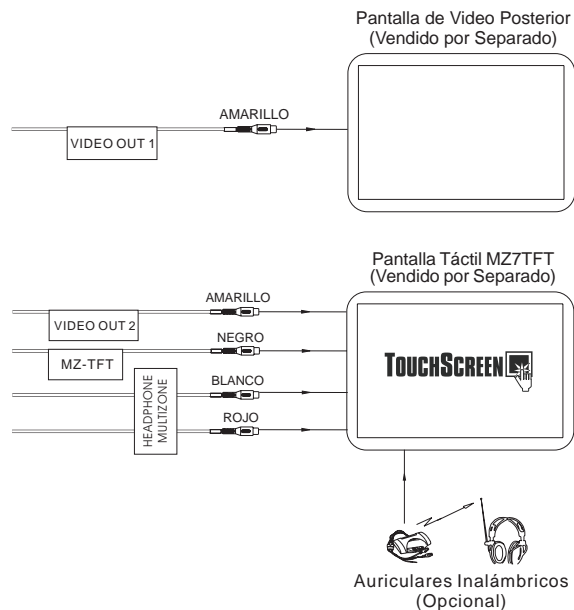 Pantalla de Video Posterior
(Vendido por Separado)
AMARILLO
VIDEO OUT 1
Pantalla Táctil MZ7TFT
(Vendido por Separado)
AMARILLO
VIDEO OUT 2
NEGRO
MZ-TFT
TOUCHSCREEN
BLANCO
HEADPHONE
MULTIZONE
ROJO
Auriculares Inalámbricos
(Opcional)